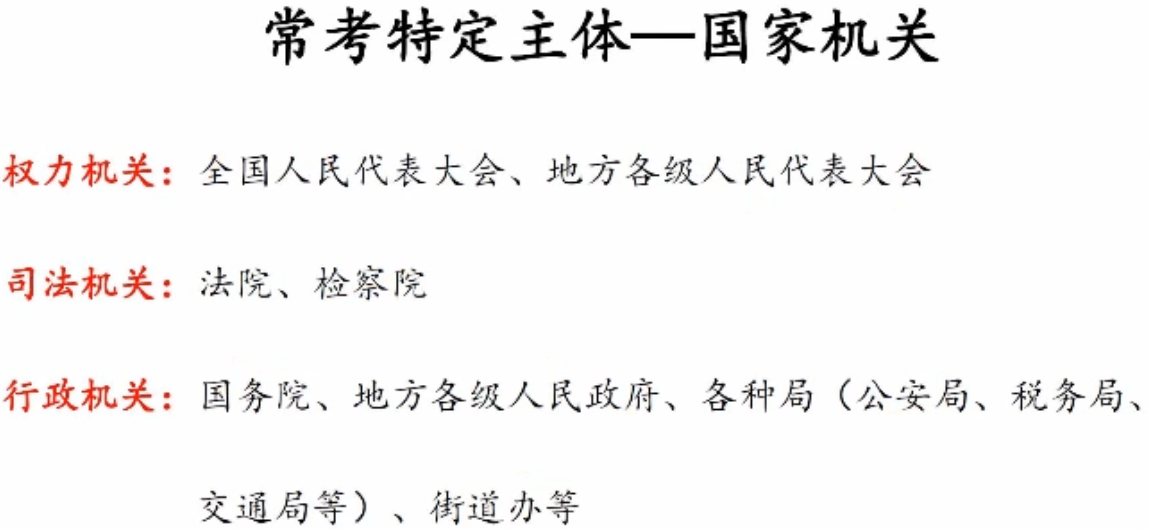 常考特定主体—国家机关
权力机关：全国人民代表大会、地方各级人民代表大会
司法机关：法院、检察院
行政机关：国务院、地方各级人民政府、各种局（公安局、税务局、
交通局等）、街道办等